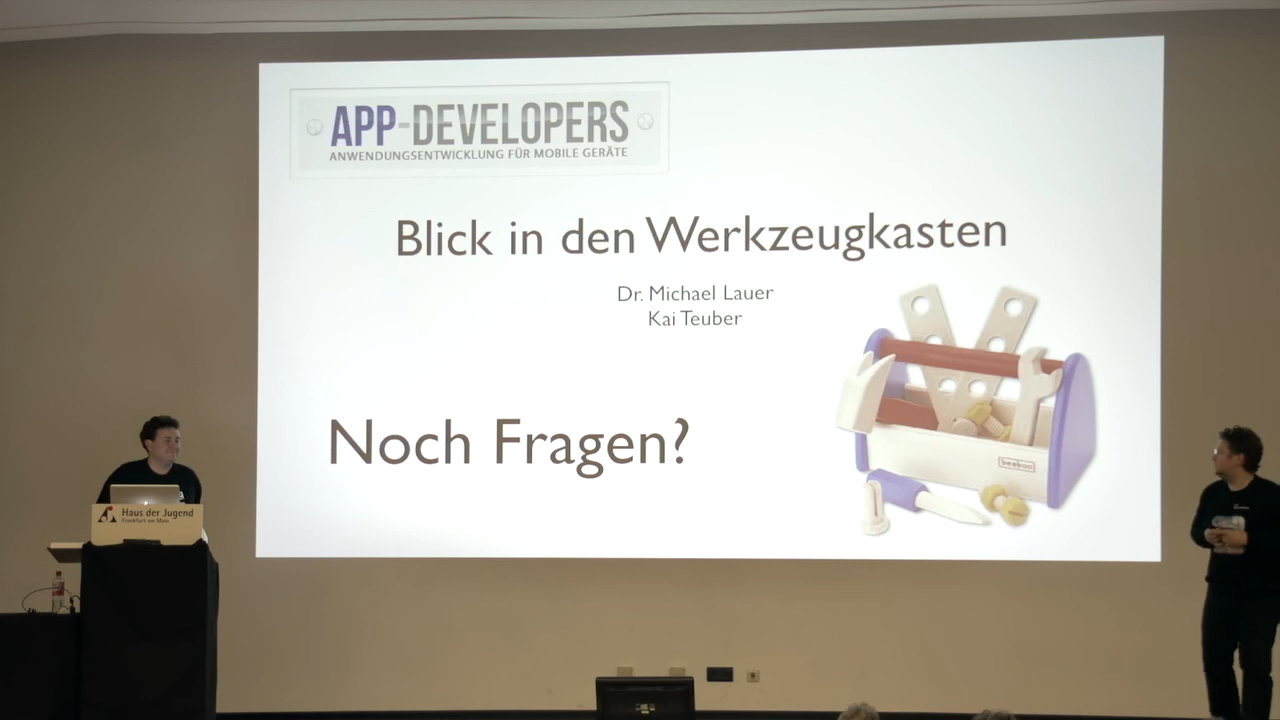 APP-DEVELOPERS
ANWENDUNGSENTWICKLUNG FÜR MOBILE GERÄTE
Blick in den Werkzeugkasten
Dr. Michael Lauer
Kai Teuber
Noch Fragen?
beeboo
Haus der Jugend
Frankfurt am Main